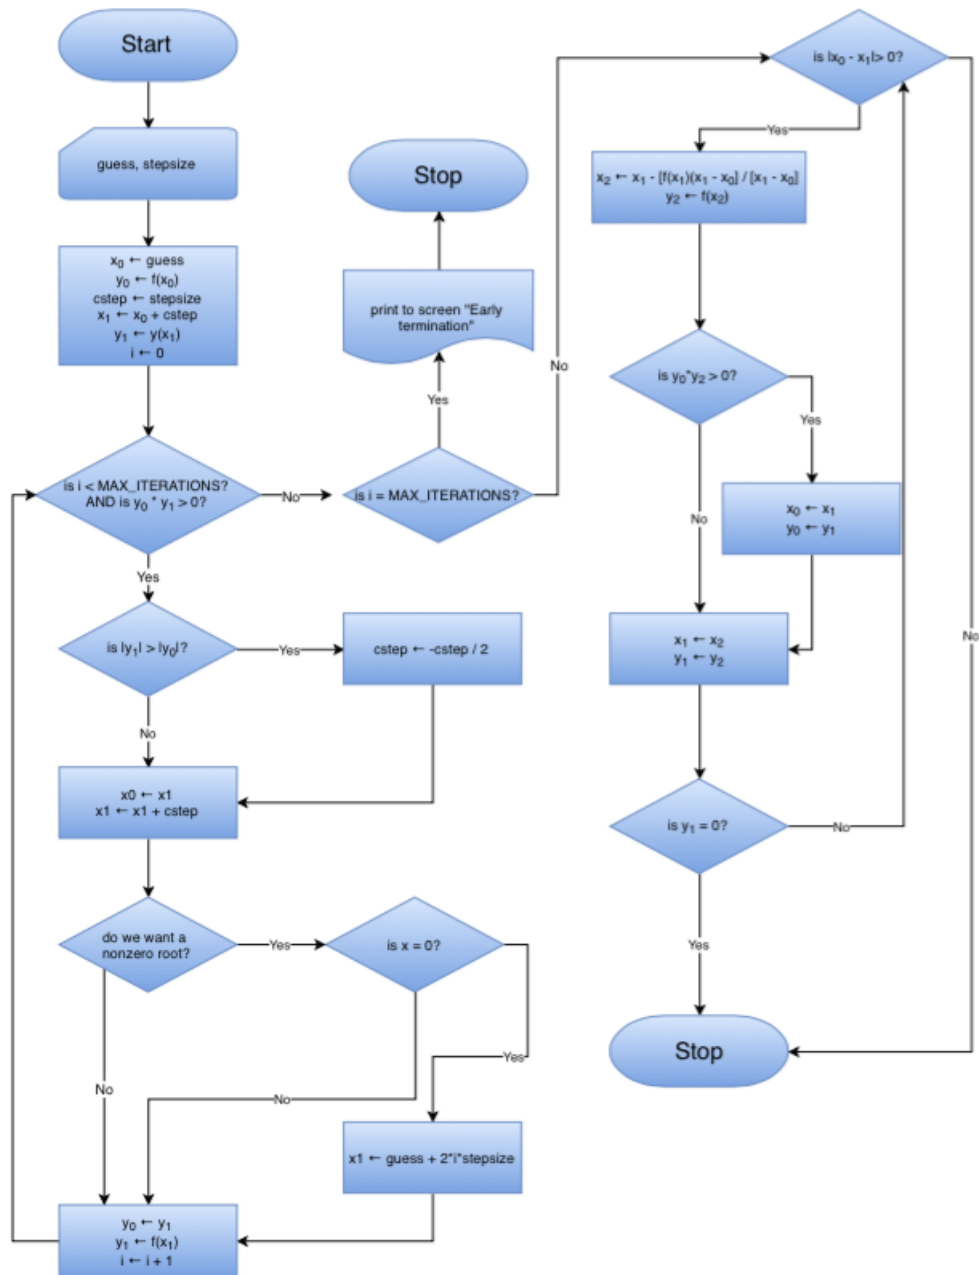 Start
guess, stepsize
x₀ ← guess
y₀ ← f(x₀)
cstep ← stepsize
x₁ ← x₀ + cstep
y₁ ← y(x₁)
i ← 0
is i < MAX_ITERATIONS?
AND is y₀ * y₁ > 0?
No
Yes
is i = MAX_ITERATIONS?
Yes
print to screen "Early
termination"
Stop
No
is |y₁| > |y₀|?
Yes
cstep ← -cstep / 2
No
x0 ← x1
x1 ← x1 + cstep
do we want a
nonzero root?
Yes
is x = 0?
Yes
No
No
x1 ← guess + 2*i*stepsize
y₀ ← y₁
y₁ ← f(x₁)
i ← i + 1
is |x₀ - x₁|> 0?
Yes
x₂ ← x₁ - [f(x₁)(x₁ - x₀] / [x₁ - x₀]
y₂ ← f(x₂)
is y₀*y₂ > 0?
Yes
x₀ ← x₁
y₀ ← y₁
No
x₁ ← x₂
y₁ ← y₂
is y₁ = 0?
No
Yes
No
Stop